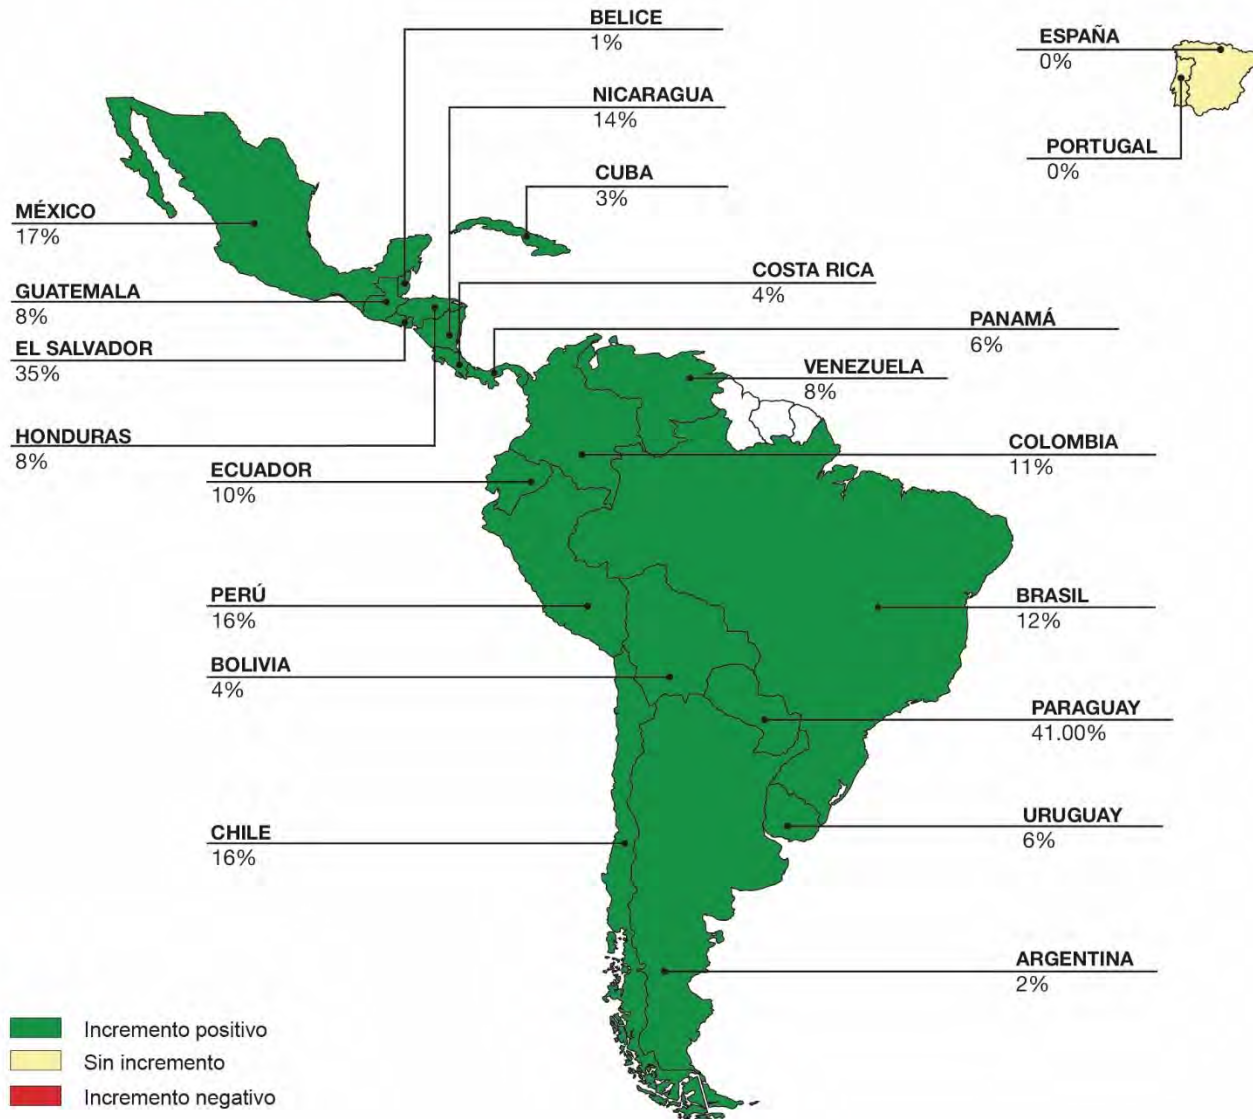 BELICE
1%
ESPAÑA
0%
NICARAGUA
14%
PORTUGAL
0%
CUBA
3%
MÉXICO
17%
COSTA RICA
4%
GUATEMALA
8%
PANAMÁ
6%
EL SALVADOR
35%
VENEZUELA
8%
HONDURAS
8%
COLOMBIA
11%
ECUADOR
10%
PERÚ
16%
BRASIL
12%
BOLIVIA
4%
PARAGUAY
41.00%
CHILE
16%
URUGUAY
6%
ARGENTINA
2%
Incremento positivo
Sin incremento
Incremento negativo